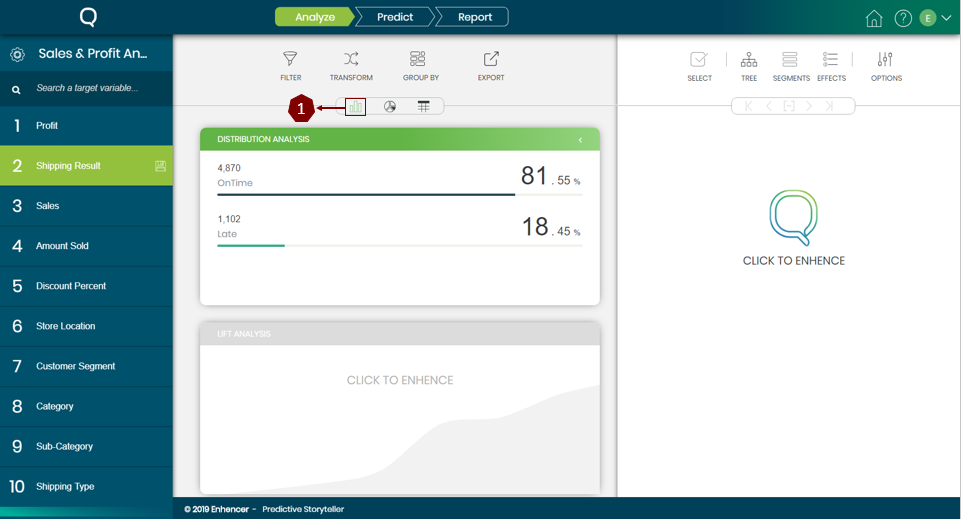 Analyze
Predict
Report
?
E
Sales & Profit An...
Search a target variable...
1 Profit
2 Shipping Result
3 Sales
4 Amount Sold
5 Discount Percent
6 Store Location
7 Customer Segment
8 Category
9 Sub-Category
10 Shipping Type
FILTER
TRANSFORM
GROUP BY
EXPORT
1
DISTRIBUTION ANALYSIS
4,870
OnTime
81.55 %
1,102
Late
18.45 %
LIFT ANALYSIS
CLICK TO ENHENCE
SELECT
TREE
SEGMENTS
EFFECTS
OPTIONS
CLICK TO ENHENCE
© 2019 Enhencer - Predictive Storyteller